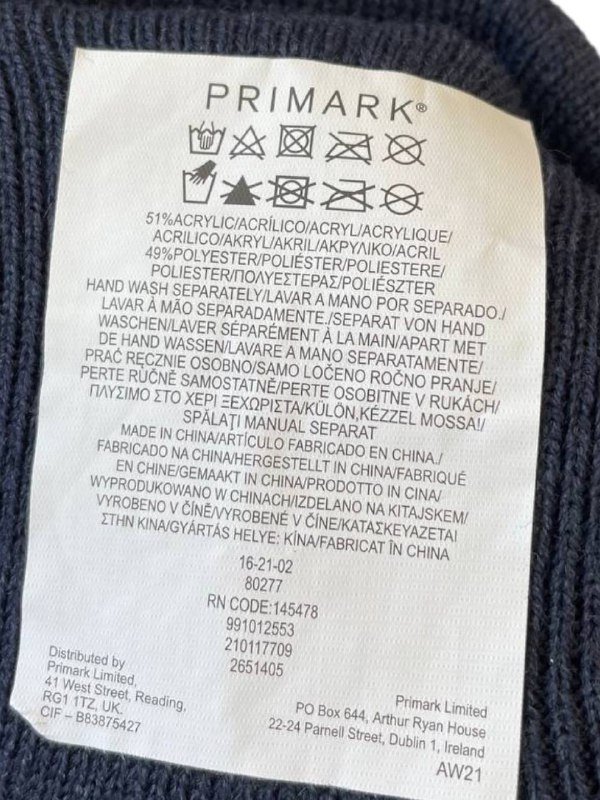 PRIMARK®
51%ACRYLIC/ACRÍLICO/ACRYL/ACRYLIQUE/
ACRILICO/AKRYL/AKRIL/ΑΚΡΥΛΙΚΟ/ACRIL
49%POLYESTER/POLIÉSTER/POLIESTERE/
POLIESTER/ΠΟΛΥΕΣΤΕΡΑΣ/POLIÉSZTER
HAND WASH SEPARATELY/LAVAR A MANO POR SEPARADO./
LAVAR À MÃO SEPARADAMENTE./SEPARAT VON HAND
WASCHEN/LAVER SÉPARÉMENT À LA MAIN/APART MET
DE HAND WASSEN/LAVARE A MANO SEPARATAMENTE/
PRAĆ RĘCZNIE OSOBNO/SAMO LOČENO ROČNO PRANJE/
PERTE RUČNĚ SAMOSTATNĚ/PERTE OSOBITNE V RUKÁCH/
ΠΛΥΣΙΜΟ ΣΤΟ ΧΕΡΙ ΞΕΧΩΡΙΣΤΑ/KÜLÖN,KÉZZEL MOSSA!/
SPĂLAȚI MANUAL SEPARAT
MADE IN CHINA/ARTÍCULO FABRICADO EN CHINA./
FABRICADO NA CHINA/HERGESTELLT IN CHINA/FABRIQUÉ
EN CHINE/GEMAAKT IN CHINA/PRODOTTO IN CINA/
WYPRODUKOWANO W CHINACH/IZDELANO NA KITAJSKEM/
VYROBENO V ČÍNĚ/VYROBENÉ V ČÍNE/ΚΑΤΑΣΚΕΥΑΖΕΤΑΙ
ΣΤΗΝ ΚΙΝΑ/GYÁRTÁS HELYE: KÍNA/FABRICAT ÎN CHINA
16-21-02
80277
RN CODE:145478
991012553
210117709
2651405
Distributed by
Primark Limited,
41 West Street, Reading,
RG1 1TZ, UK.
CIF – B83875427
Primark Limited
PO Box 644, Arthur Ryan House
22-24 Parnell Street, Dublin 1, Ireland
AW21